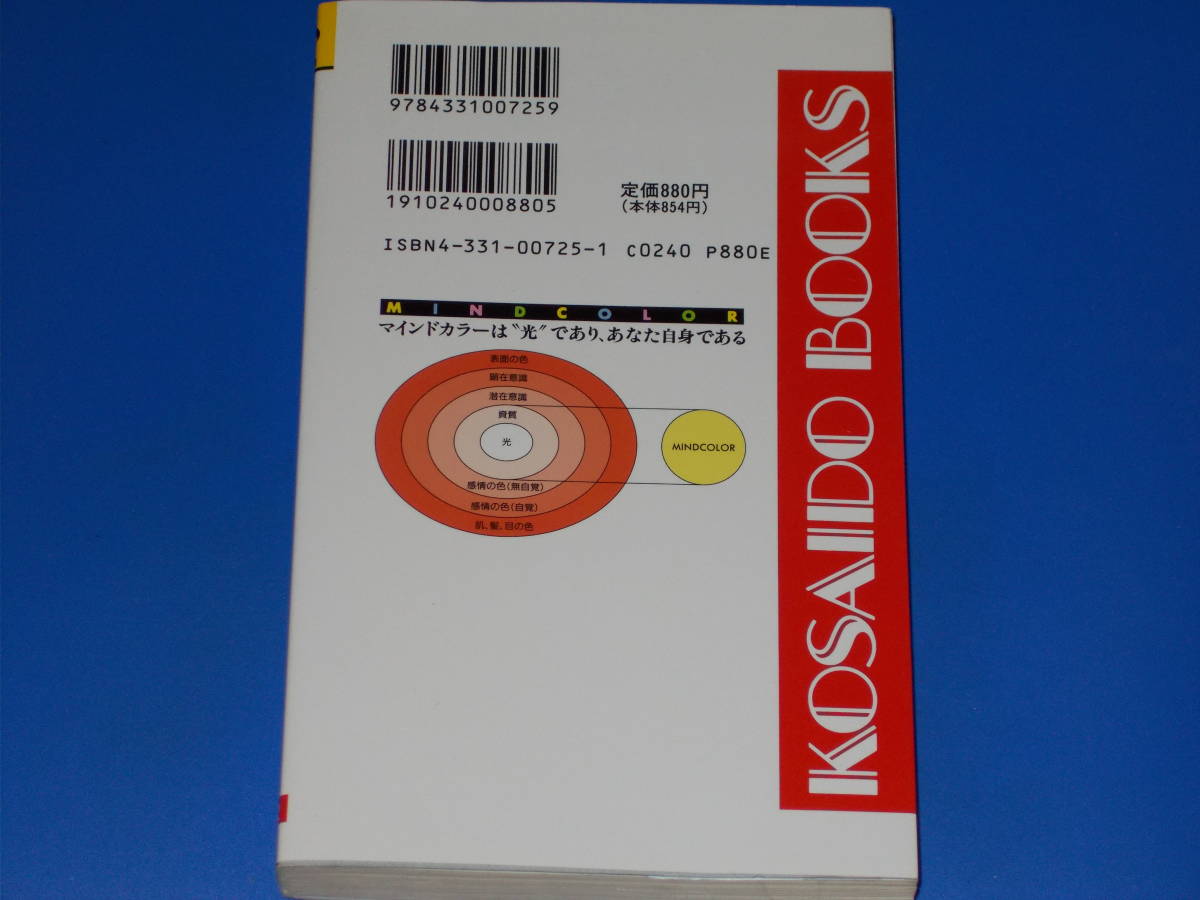 9784331007259
1910240008805
定価880円
(本体854円)
ISBN4-331-00725-1 C0240 P880E
MINDCOLOR
マインドカラーは〝光〟であり、あなた自身である
表面の色
顕在意識
潜在意識
資質
光
MINDCOLOR
感情の色(無自覚)
感情の色(自覚)
肌、髪、目の色
KOSAIDO BOOKS